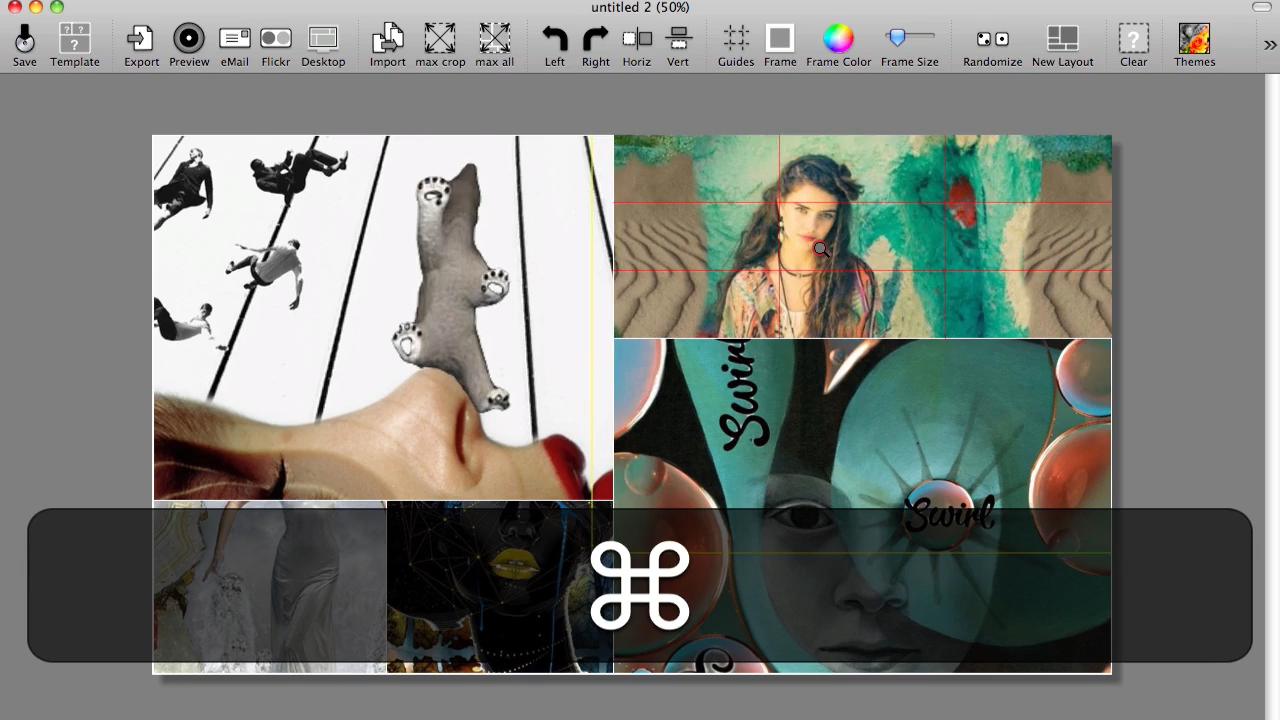 untitled 2 (50%)
Save Template Export Preview eMail Flickr Desktop Import max crop min all Left Right Horiz Vert Guides Frame Frame Color Frame Size Randomize New Layout Clear Themes
? ?
?
?
Swirl
Swirl
⌘